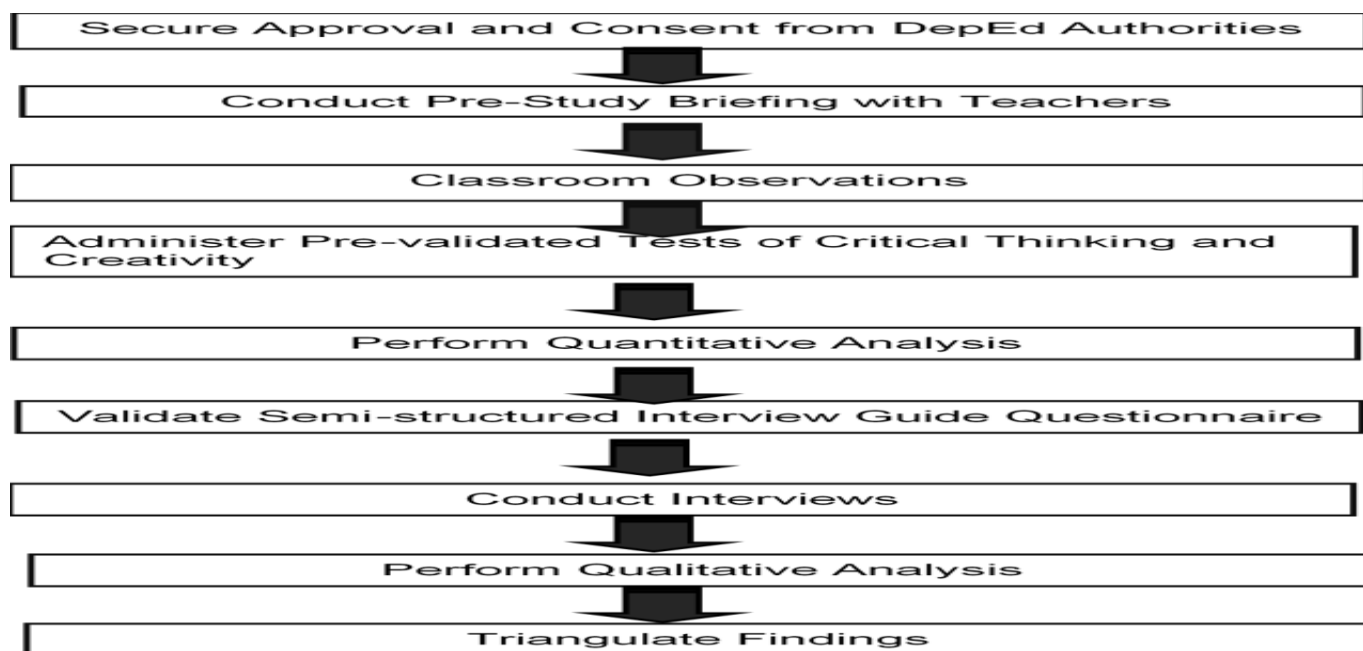 Secure Approval and Consent from DepEd Authorities
Conduct Pre-Study Briefing with Teachers
Classroom Observations
Administer Pre-validated Tests of Critical Thinking and
Creativity
Perform Quantitative Analysis
Validate Semi-structured Interview Guide Questionnaire
Conduct Interviews
Perform Qualitative Analysis
Triangulate Findings